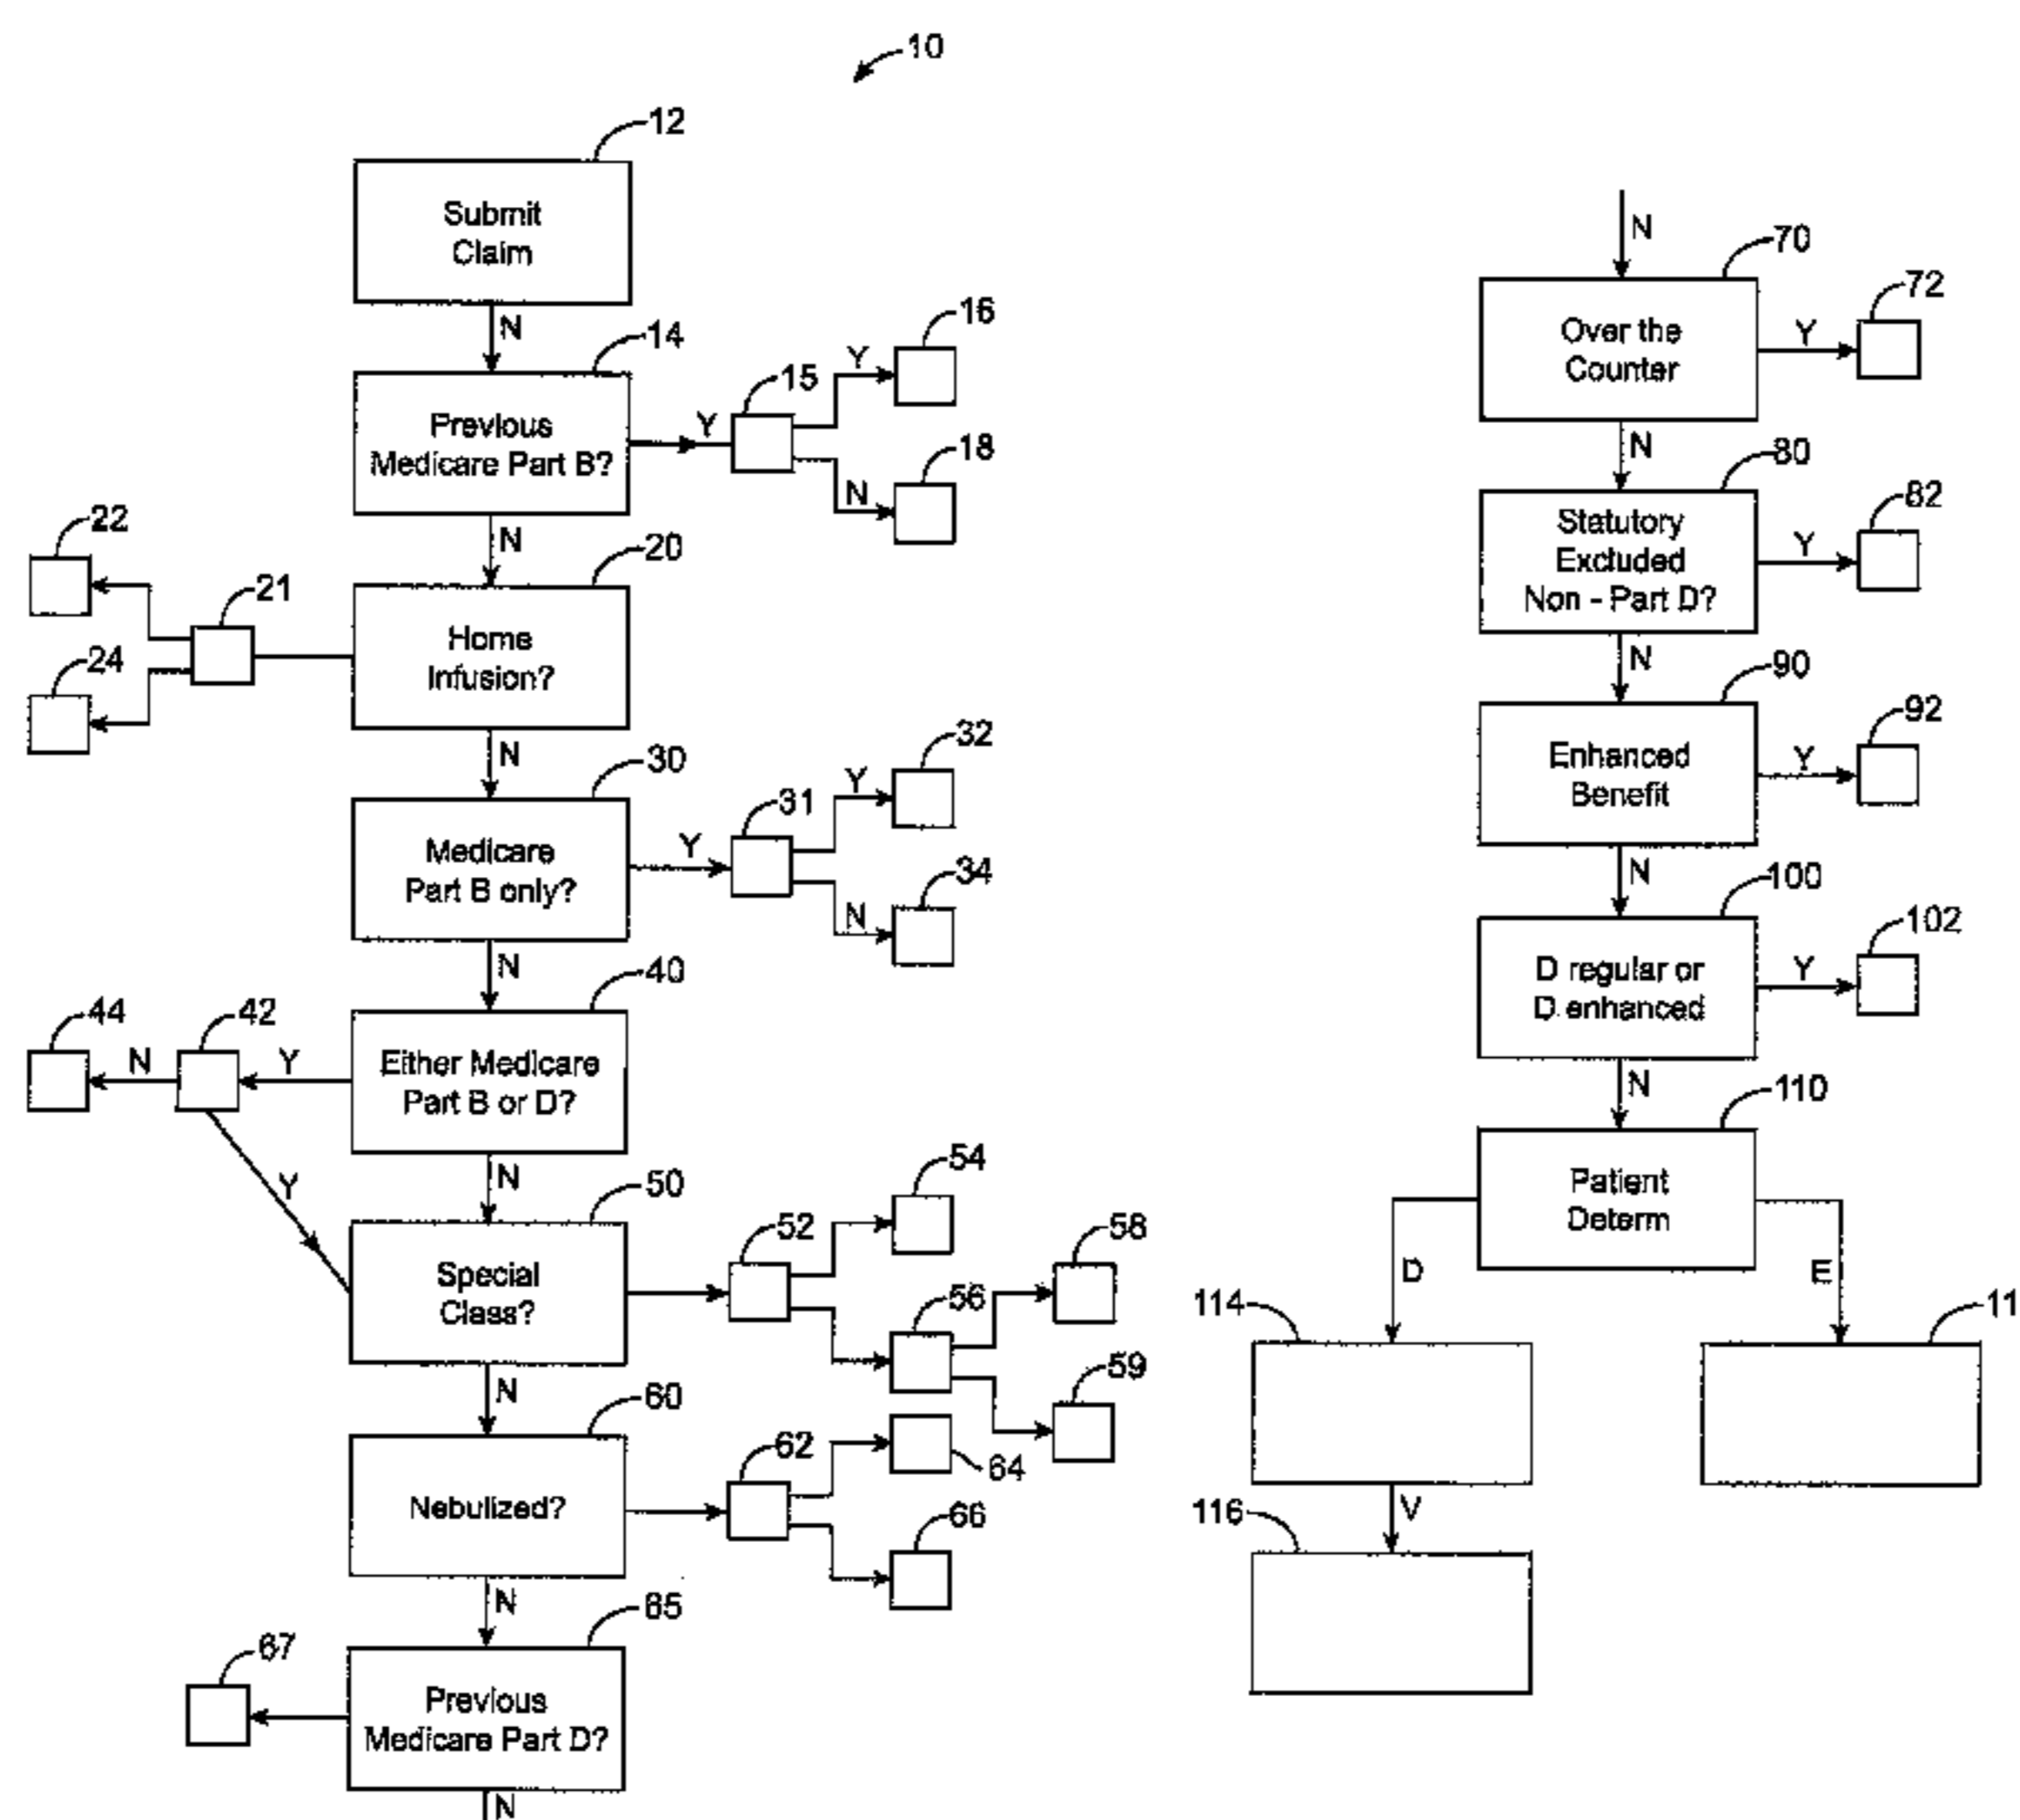 10
12
Submit
Claim
N
14
Previous
Medicare Part B?
Y
15
Y
16
N
18
N
20
Home
Infusion?
21
22
24
N
30
Medicare
Part B only?
Y
31
Y
32
N
34
N
40
Either Medicare
Part B or D?
Y
42
N
44
Y
N
50
Special
Class?
52
54
56
58
59
N
60
Nebulized?
62
64
66
N
65
Previous
Medicare Part D?
67
N
N
70
Over the
Counter
Y
72
N
80
Statutory
Excluded
Non - Part D?
Y
82
N
90
Enhanced
Benefit
Y
92
N
100
D regular or
D enhanced
Y
102
N
110
Patient
Determ
D
E
114
11
V
116